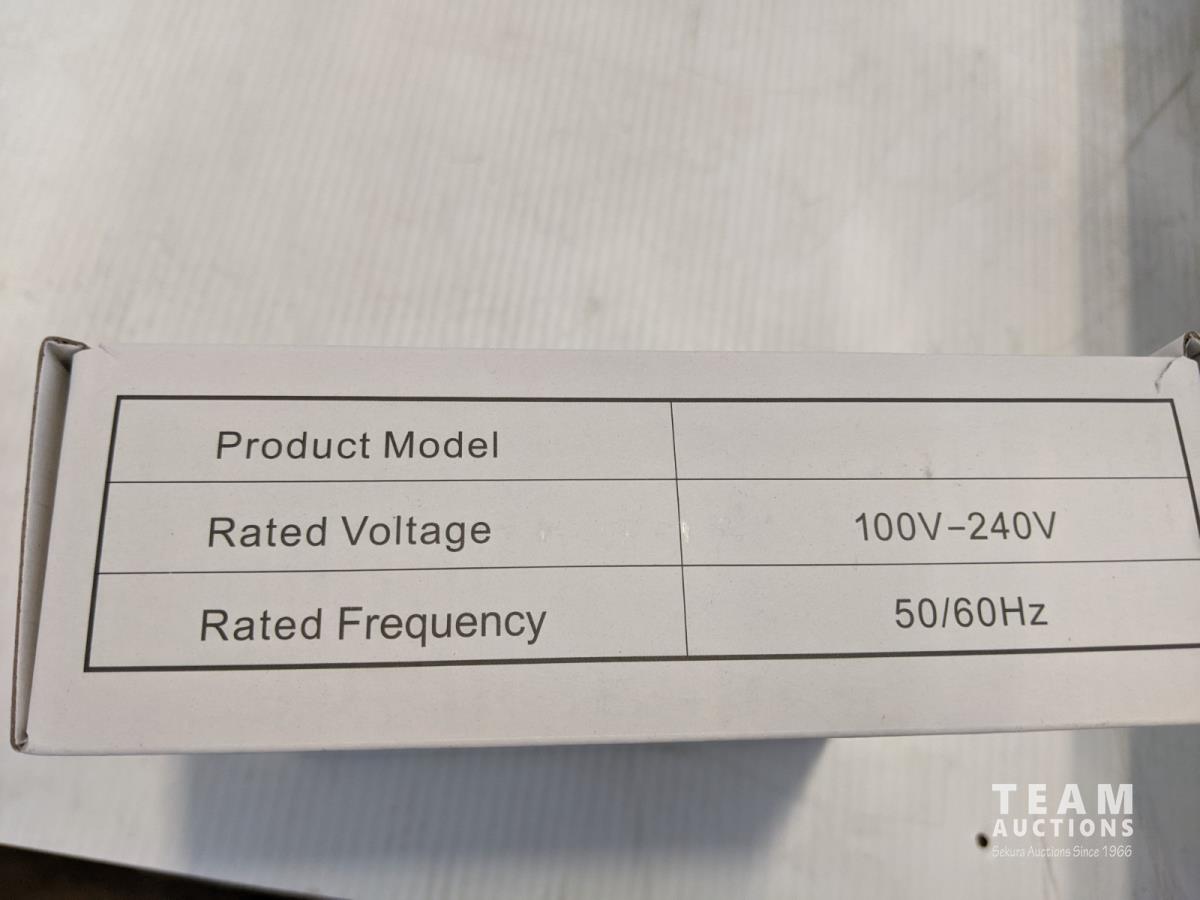 Product Model
Rated Voltage 100V-240V
Rated Frequency 50/60Hz
TEAM
AUCTIONS
Sekura Auctions Since 1966